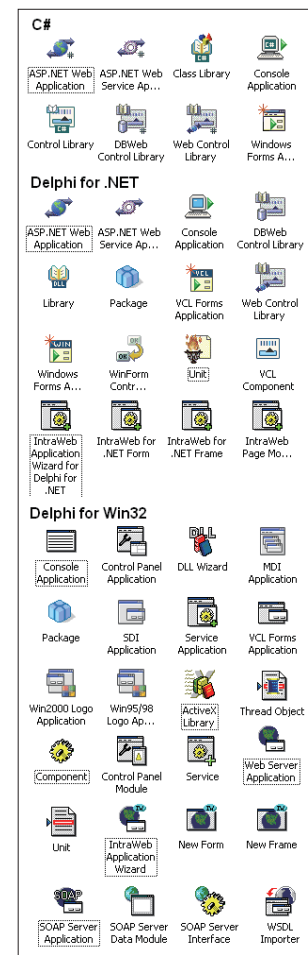 C#
ASP.NET Web ASP.NET Web Class Library Console
Application Service Ap... Application
Control Library DBWeb Web Control Windows
Control Library Library Forms A...
Delphi for .NET
ASP.NET Web ASP.NET Web Console DBWeb
Application Service Ap... Application Control Library
Library Package VCL Forms Web Control
Application Library
Windows WinForm Unit VCL
Forms A... Contr... Component
IntraWeb IntraWeb for IntraWeb for IntraWeb
Application .NET Form .NET Frame Page Mo...
Wizard for
Delphi for
.NET
Delphi for Win32
Console Control Panel DLL Wizard MDI
Application Application Application
Package SDI Service VCL Forms
Application Application Application
Win2000 Logo Win95/98 ActiveX Thread Object
Application Logo Ap... Library
Component Control Panel Service Web Server
Module Application
Unit IntraWeb New Form New Frame
Application
Wizard
SOAP Server SOAP Server SOAP Server WSDL
Application Data Module Interface Importer